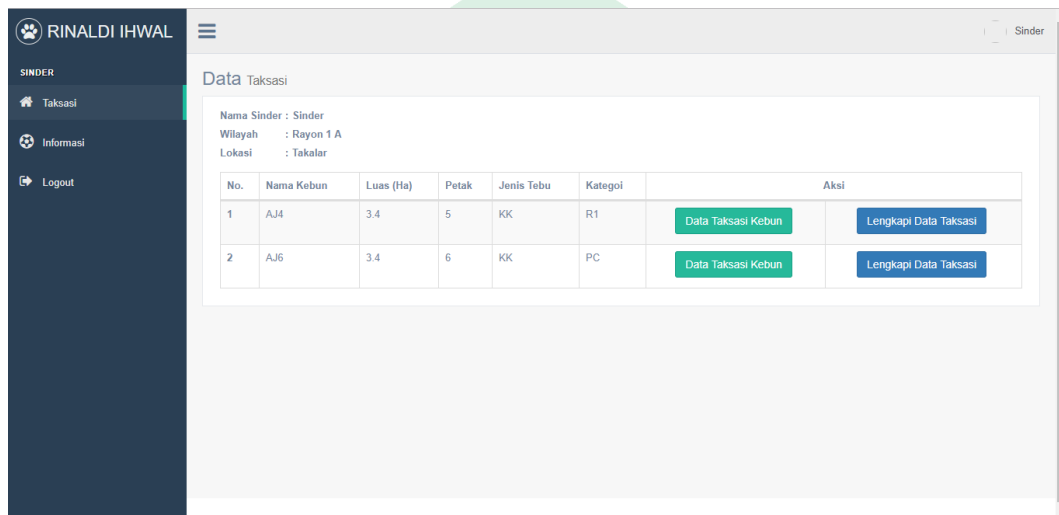 RINALDI IHWAL
Sinder
SINDER
Taksasi
Informasi
Logout
Data Taksasi
Nama Sinder : Sinder
Wilayah : Rayon 1 A
Lokasi : Takalar
No. Nama Kebun Luas (Ha) Petak Jenis Tebu Kategoi Aksi
1 AJ4 3.4 5 KK R1 Data Taksasi Kebun Lengkapi Data Taksasi
2 AJ6 3.4 6 KK PC Data Taksasi Kebun Lengkapi Data Taksasi